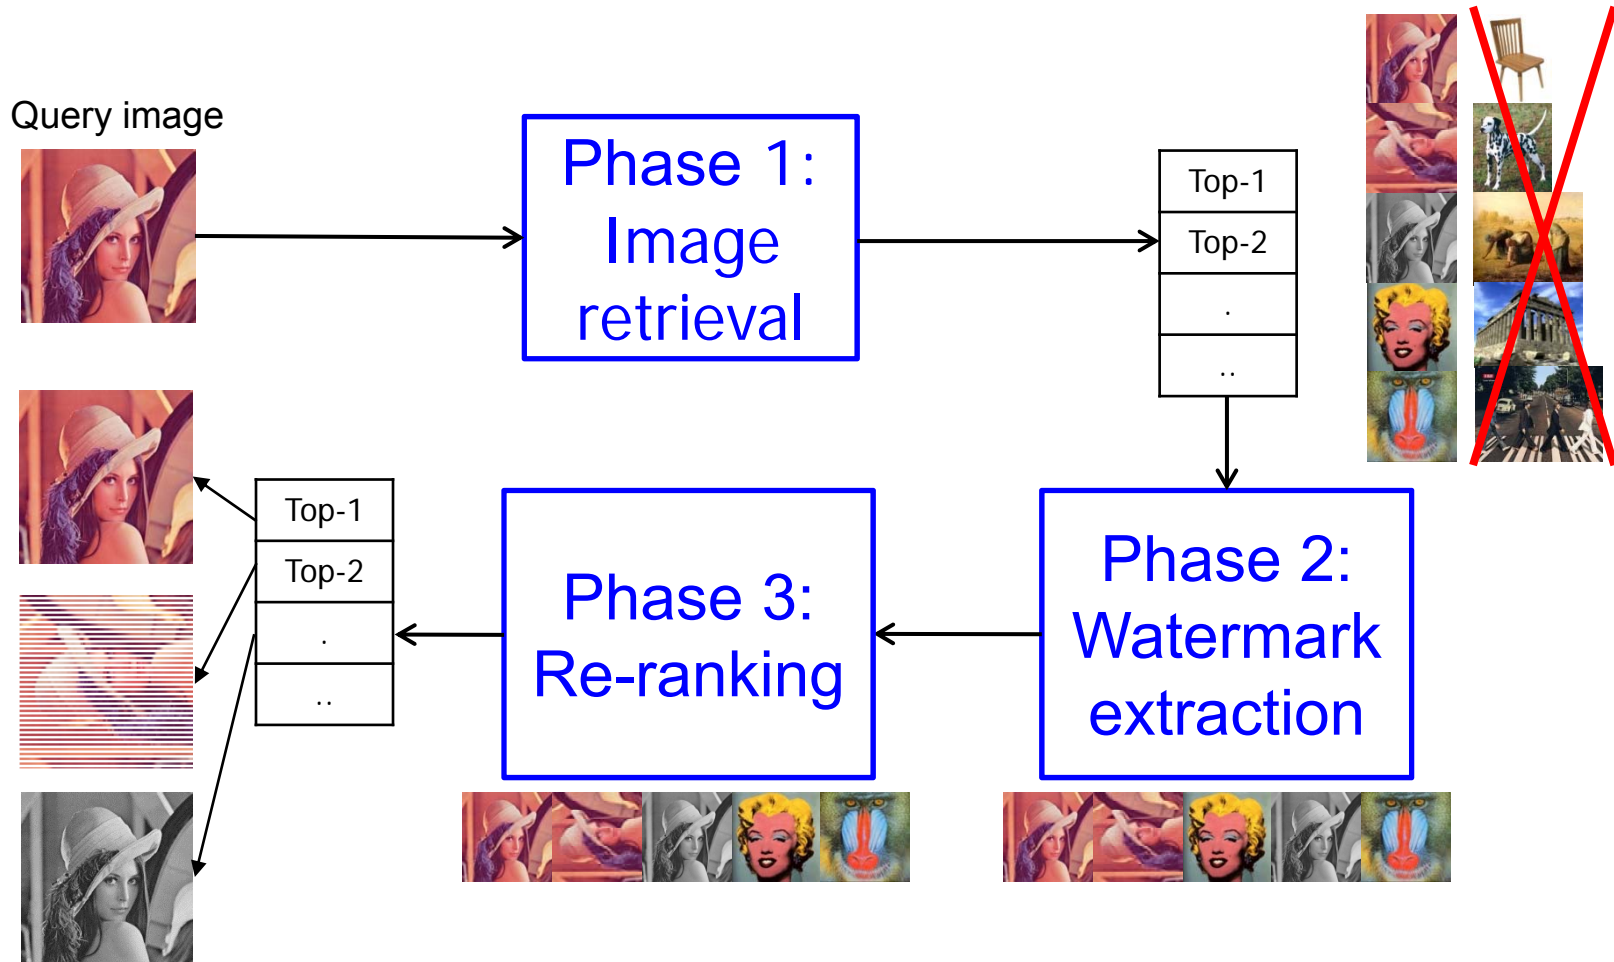 Query image
Phase 1:
Image
retrieval
Top-1
Top-2
.
..
Top-1
Top-2
.
..
Phase 3:
Re-ranking
Phase 2:
Watermark
extraction